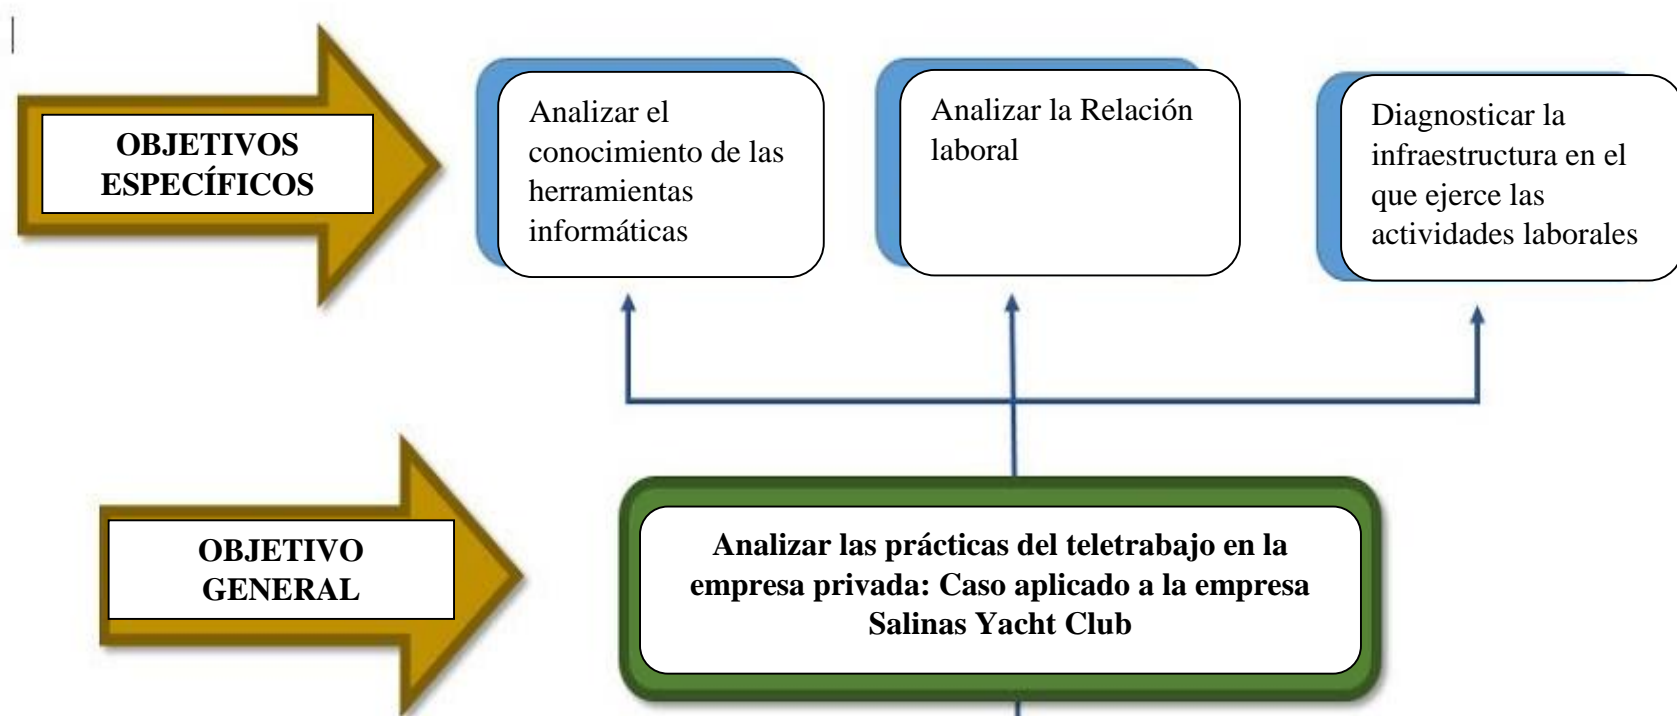 OBJETIVOS
ESPECÍFICOS
Analizar el
conocimiento de las
herramientas
informáticas
Analizar la Relación
laboral
Diagnosticar la
infraestructura en el
que ejerce las
actividades laborales
OBJETIVO
GENERAL
Analizar las prácticas del teletrabajo en la
empresa privada: Caso aplicado a la empresa
Salinas Yacht Club